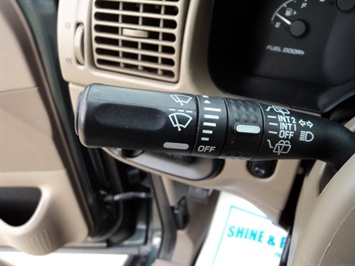 FUEL DOOR
INT 2
INT 1
OFF
OFF
SHINE &